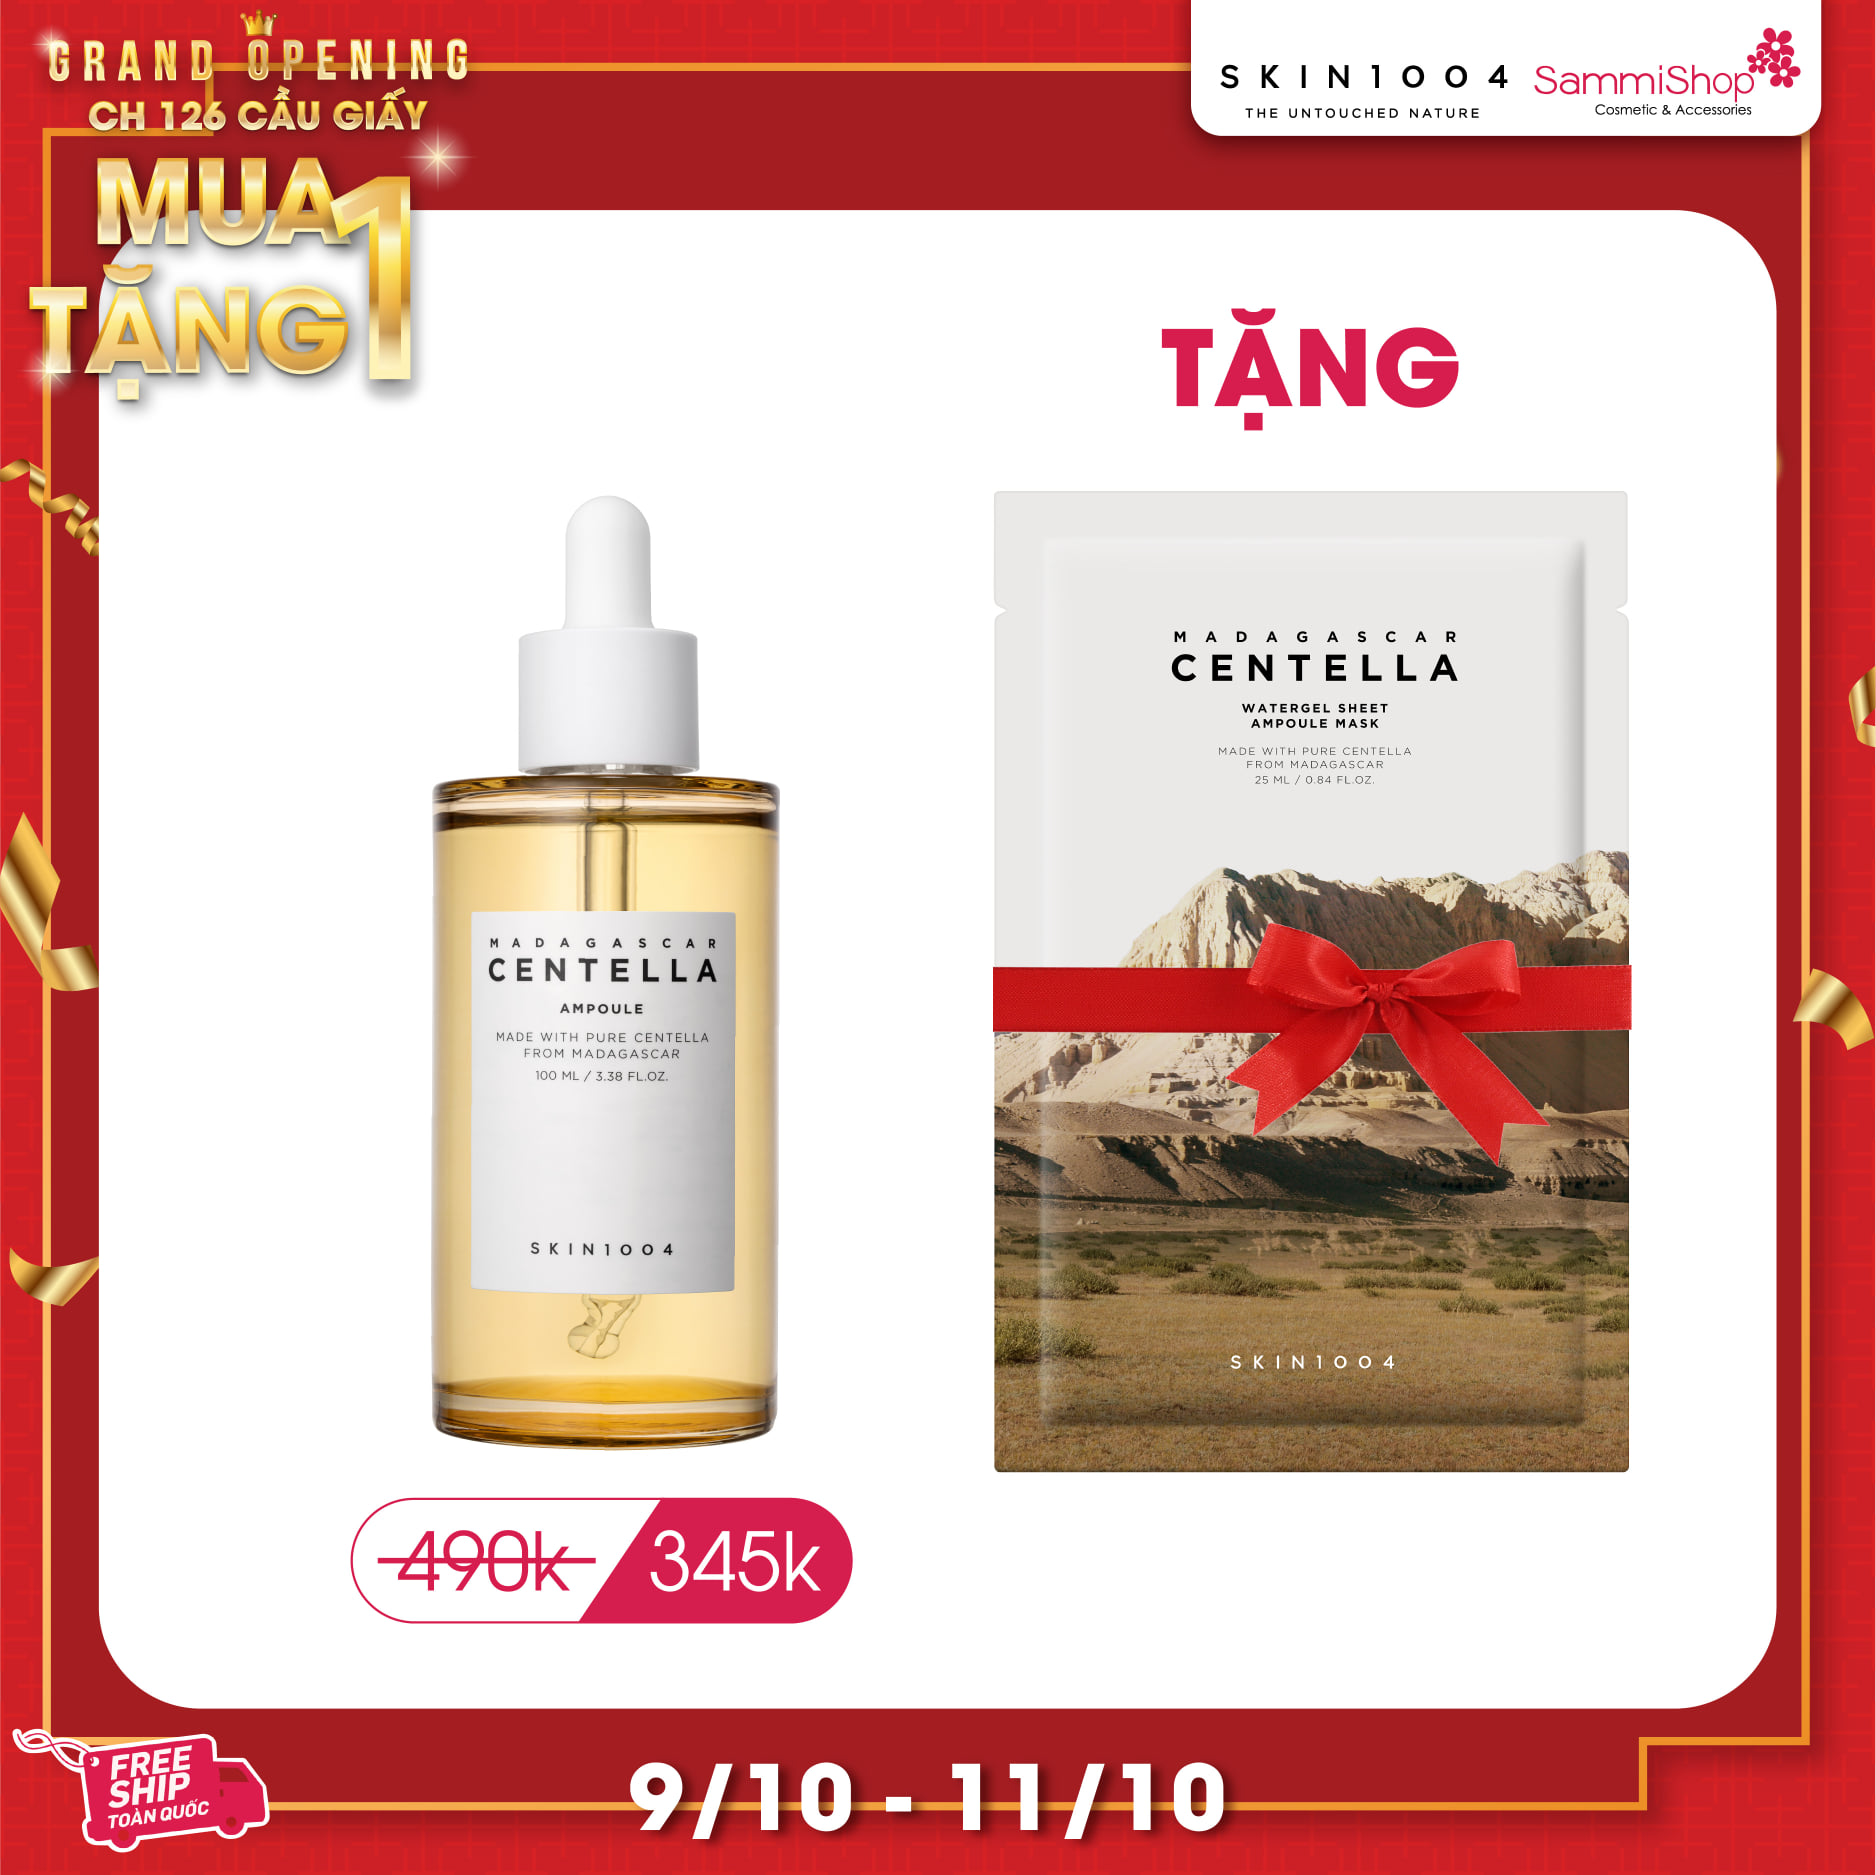 GRAND OPENING
CH 126 CẦU GIẤY
MUA 1
TẶNG 1
SKIN1004
THE UNTOUCHED NATURE
SammiShop
Cosmetic & Accessories
TẶNG
MADAGASCAR
CENTELLA
AMPOULE
MADE WITH PURE CENTELLA
FROM MADAGASCAR
100 ML / 3.38 FL.OZ.
SKIN1004
MADAGASCAR
CENTELLA
WATERGEL SHEET
AMPOULE MASK
MADE WITH PURE CENTELLA
FROM MADAGASCAR
25 ML / 0.84 FL.OZ.
SKIN1004
490k 345k
FREE
SHIP
TOÀN QUỐC
9/10 - 11/10